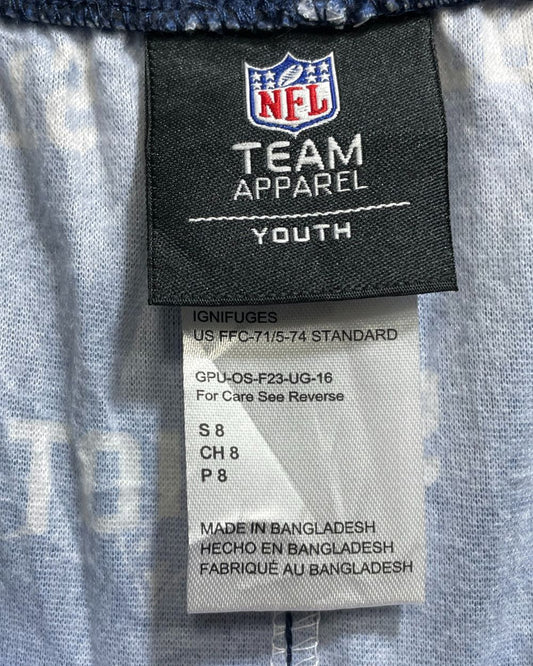 NFL
TEAM
APPAREL
YOUTH
IGNIFUGES
US FFC-71/5-74 STANDARD
GPU-OS-F23-UG-16
For Care See Reverse
S 8
CH 8
P 8
MADE IN BANGLADESH
HECHO EN BANGLADESH
FABRIQUÉ AU BANGLADESH